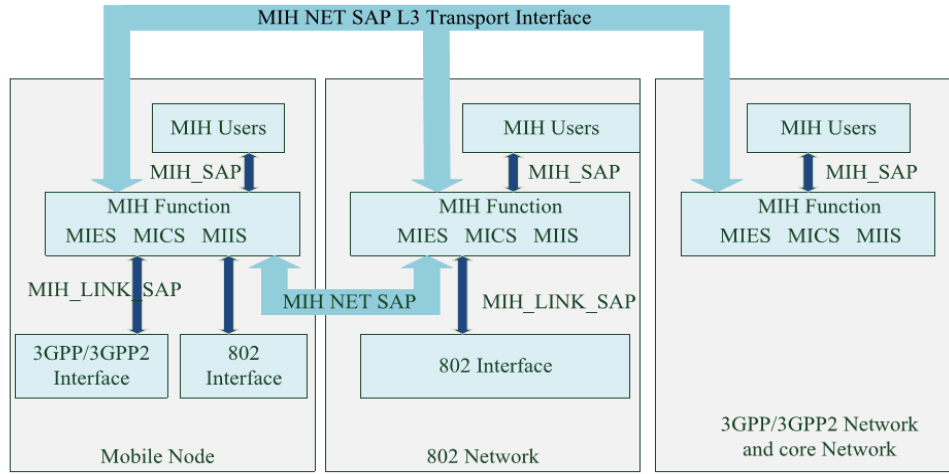 MIH NET SAP L3 Transport Interface
MIH Users
MIH_SAP
MIH Function
MIES MICS MIIS
MIH_LINK_SAP
3GPP/3GPP2
Interface
802
Interface
Mobile Node
MIH NET SAP
MIH Users
MIH_SAP
MIH Function
MIES MICS MIIS
MIH_LINK_SAP
802 Interface
802 Network
MIH Users
MIH_SAP
MIH Function
MIES MICS MIIS
3GPP/3GPP2 Network
and core Network